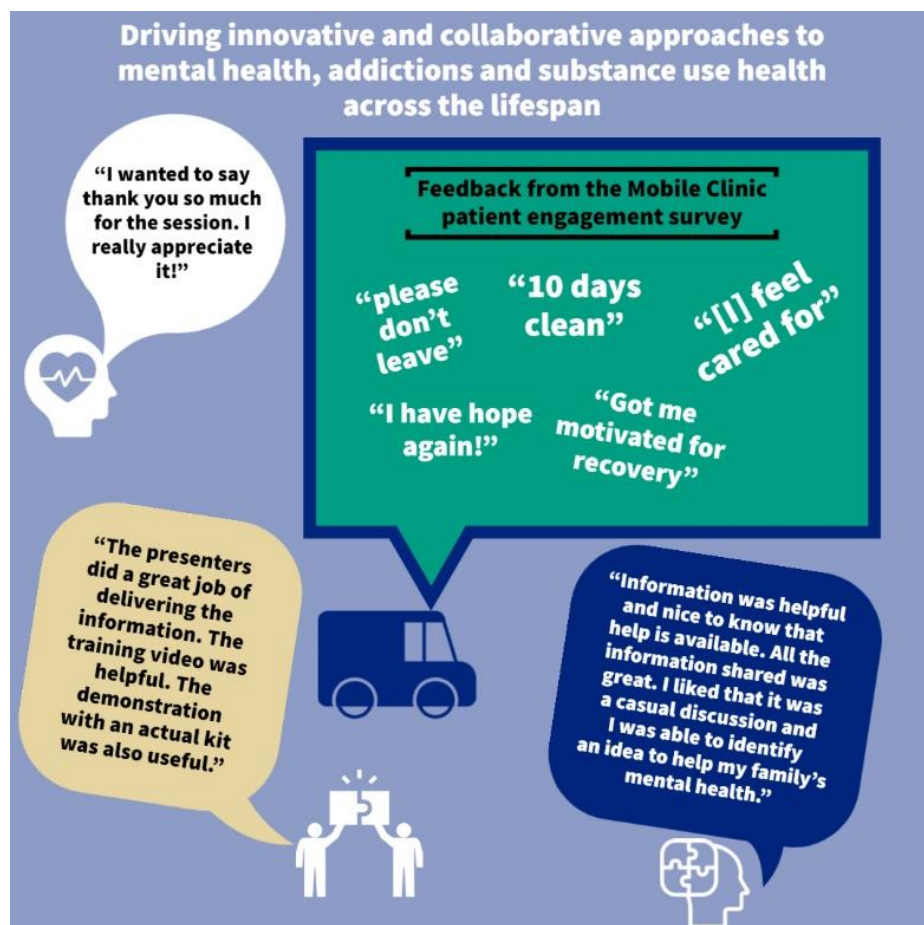 Driving innovative and collaborative approaches to
mental health, addictions and substance use health
across the lifespan
“I wanted to say
thank you so much
for the session. I
really appreciate
it!”
Feedback from the Mobile Clinic
patient engagement survey
“please
don’t
leave”
“10 days
clean”
“[I] feel
cared for”
“I have hope
again!”
“Got me
motivated for
recovery”
“The presenters
did a great job of
delivering the
information. The
training video was
helpful. The
demonstration
with an actual kit
was also useful.”
“Information was helpful
and nice to know that
help is available. All the
information shared was
great. I liked that it was
a casual discussion and
I was able to identify
an idea to help my family’s
mental health.”